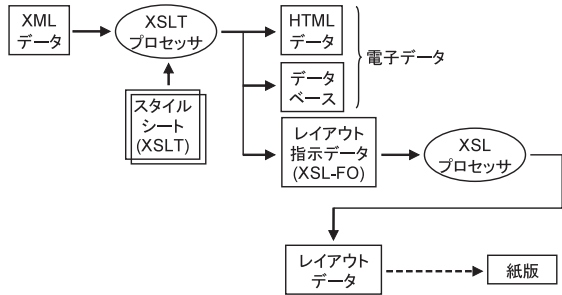 XML
データ
XSLT
プロセッサ
HTML
データ
データ
ベース
電子データ
スタイル
シート
(XSLT)
レイアウト
指示データ
(XSL-FO)
XSL
プロセッサ
レイアウト
データ
紙版